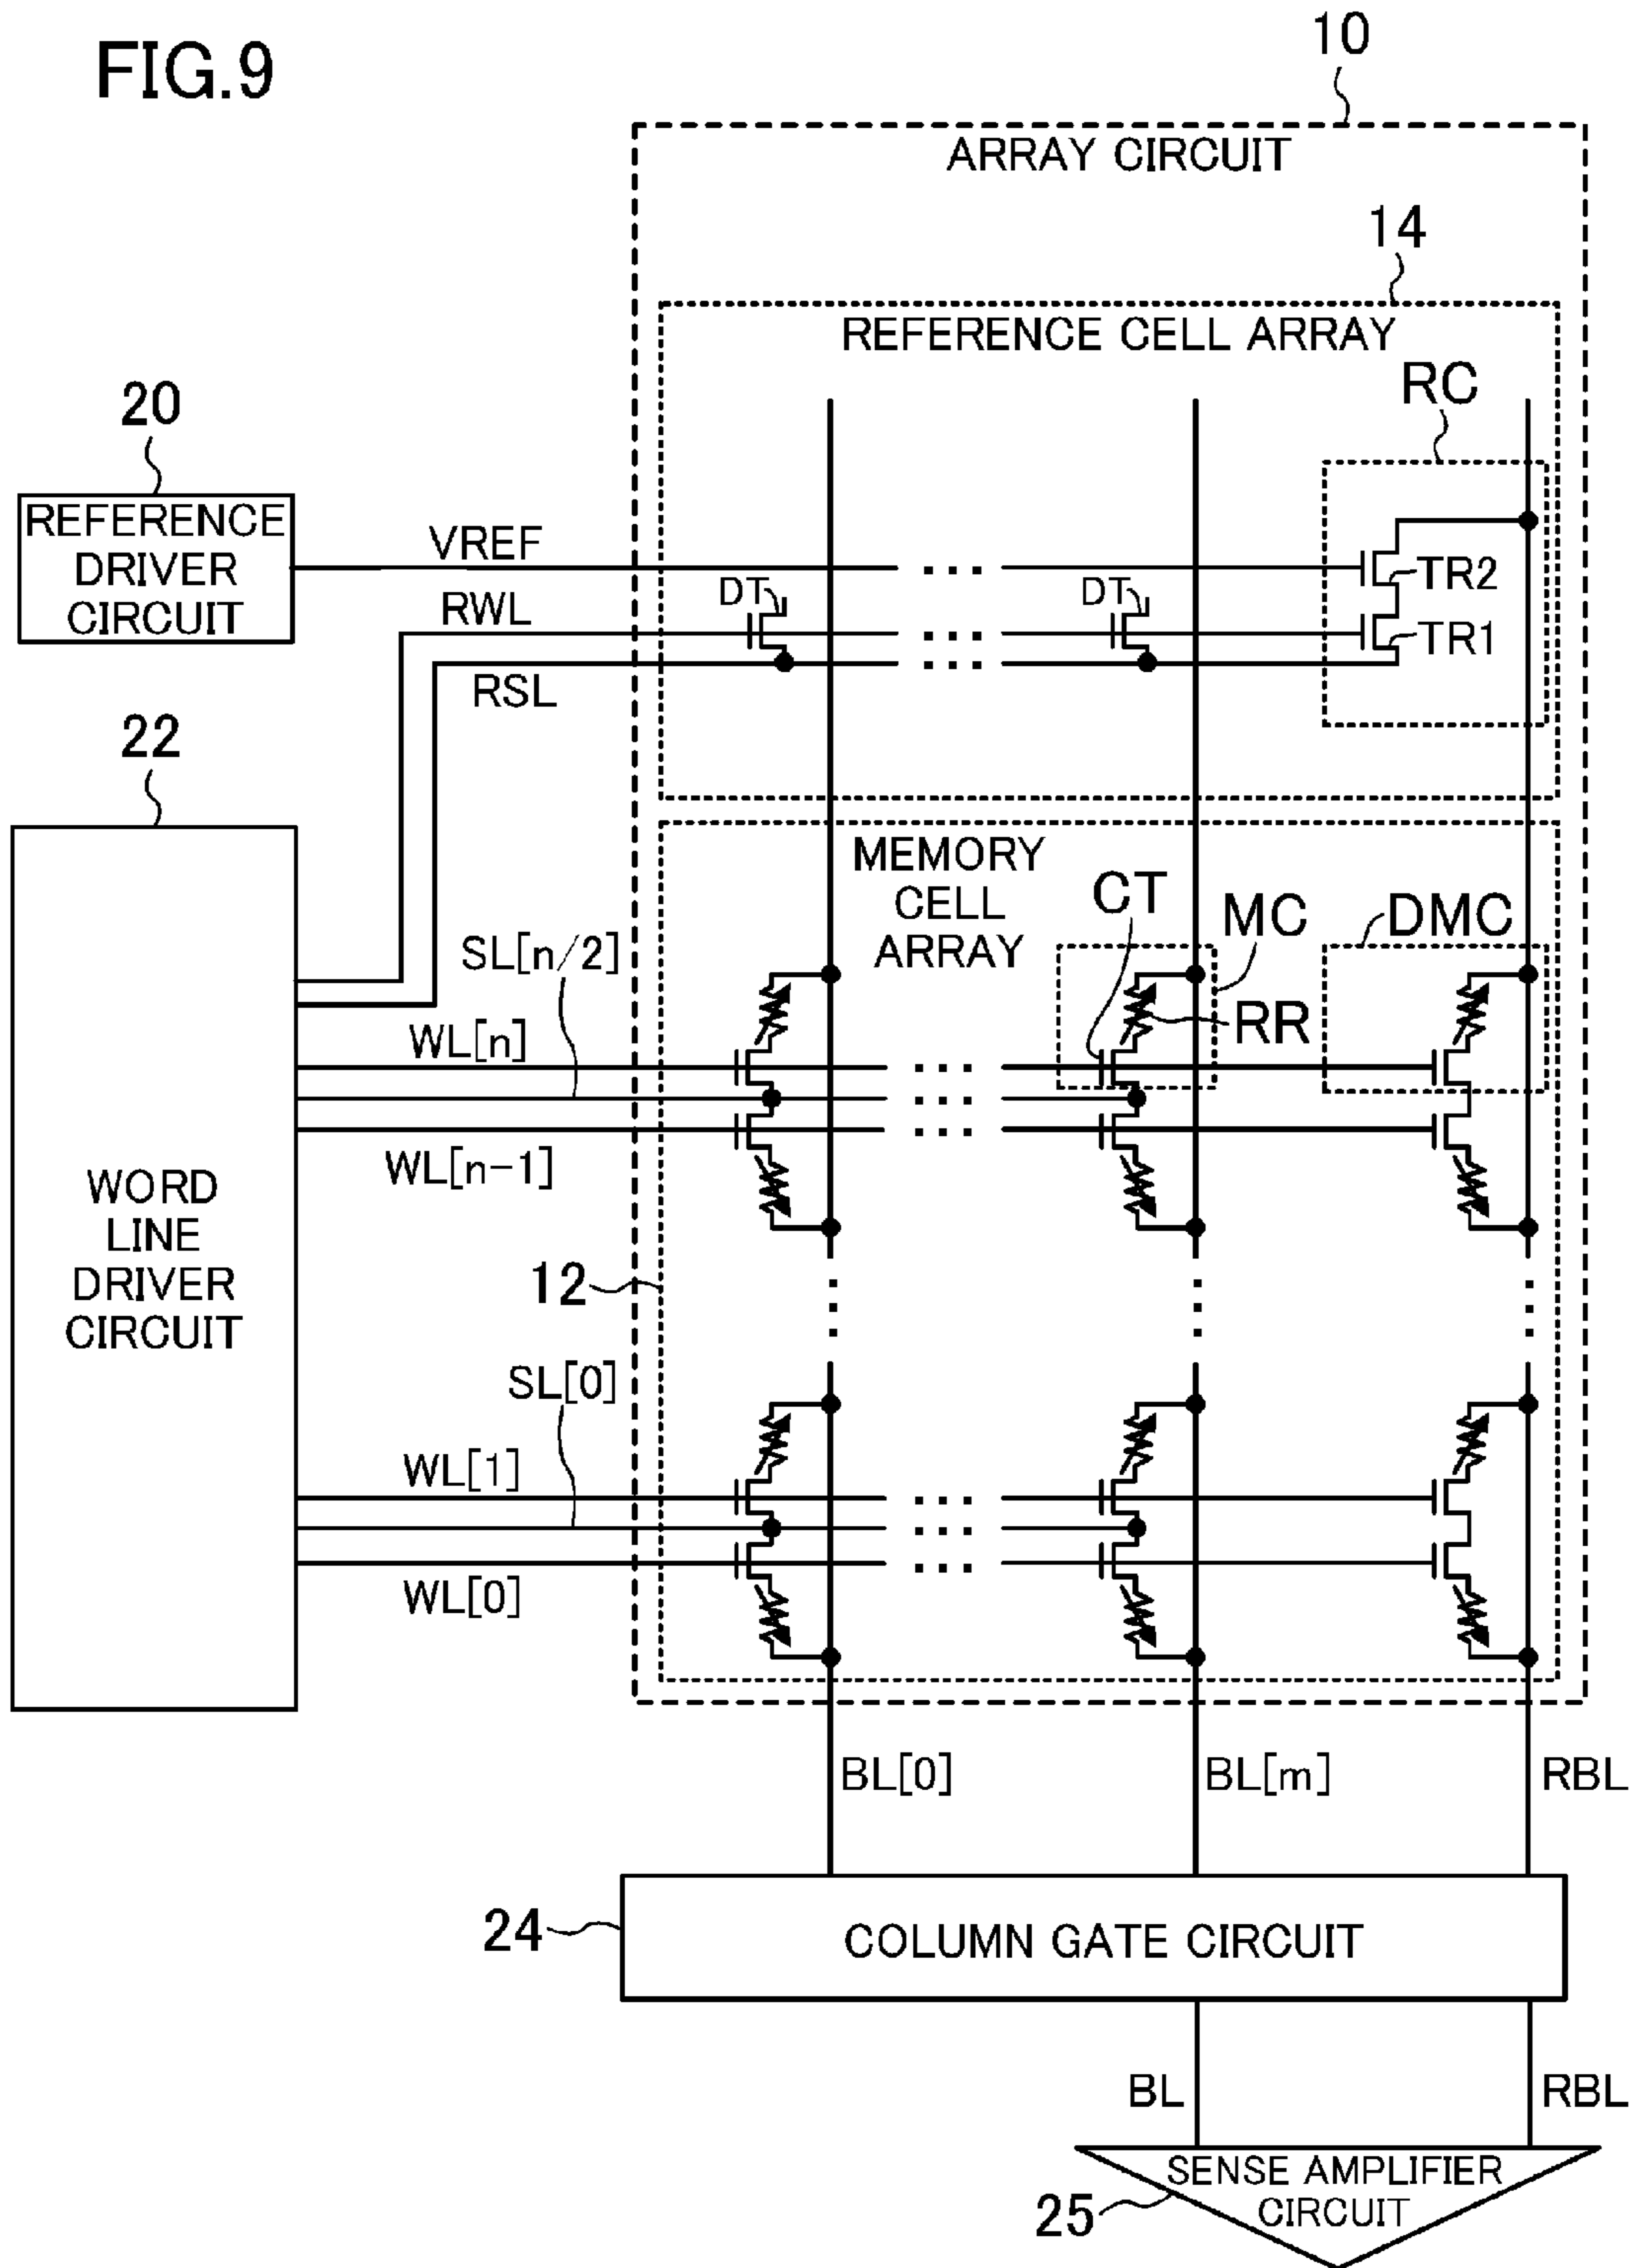 FIG.9
10
ARRAY CIRCUIT
14
REFERENCE CELL ARRAY
RC
20
REFERENCE
DRIVER
CIRCUIT
VREF
DT
DT
TR2
RWL
TR1
RSL
22
MEMORY
CELL
ARRAY
CT
MC
DMC
SL[n/2]
RR
WL[n]
WL[n-1]
WORD
LINE
DRIVER
CIRCUIT
12
SL[0]
WL[1]
WL[0]
BL[0]
BL[m]
RBL
24
COLUMN GATE CIRCUIT
BL
RBL
SENSE AMPLIFIER
CIRCUIT
25